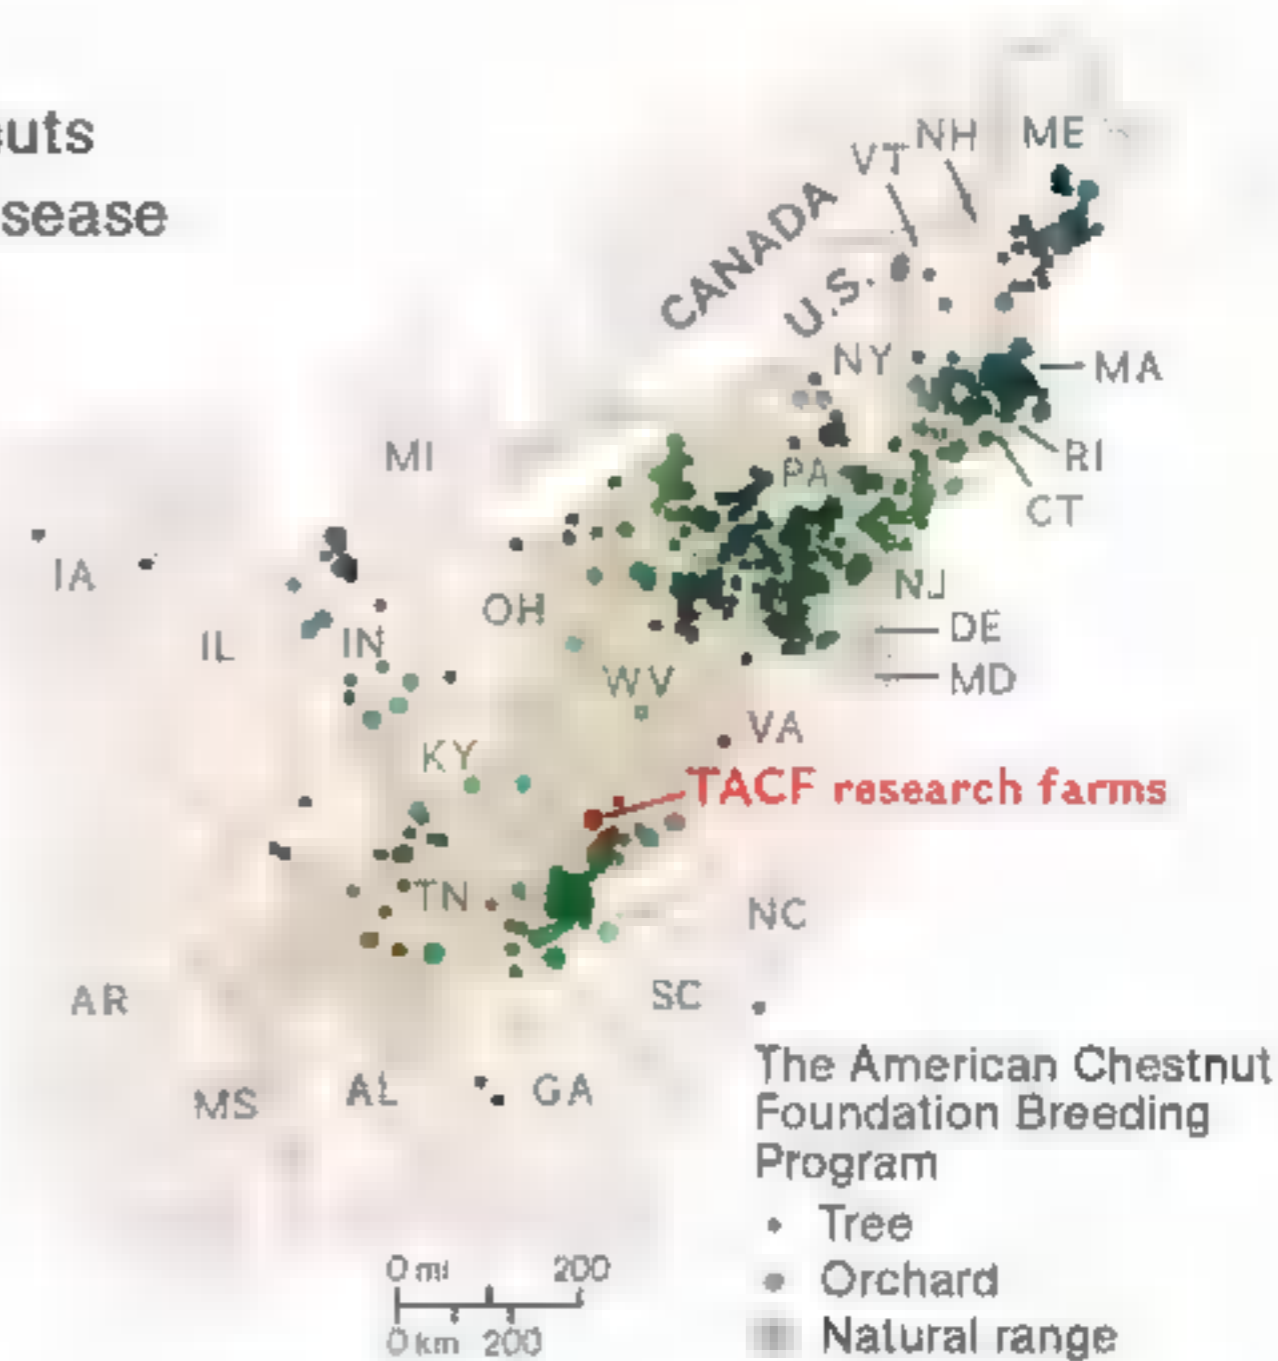 cuts
sease
NH
ME
VT
CANADA
U.S.
NY
MA
MI
PA
RI
CT
IA
OH
NJ
IL
IN
DE
WV
MD
VA
KY
TACF research farms
TN
NC
AR
SC
MS
AL
GA
The American Chestnut
Foundation Breeding
Program
Tree
Orchard
Natural range
0 mi 200
0 km 200